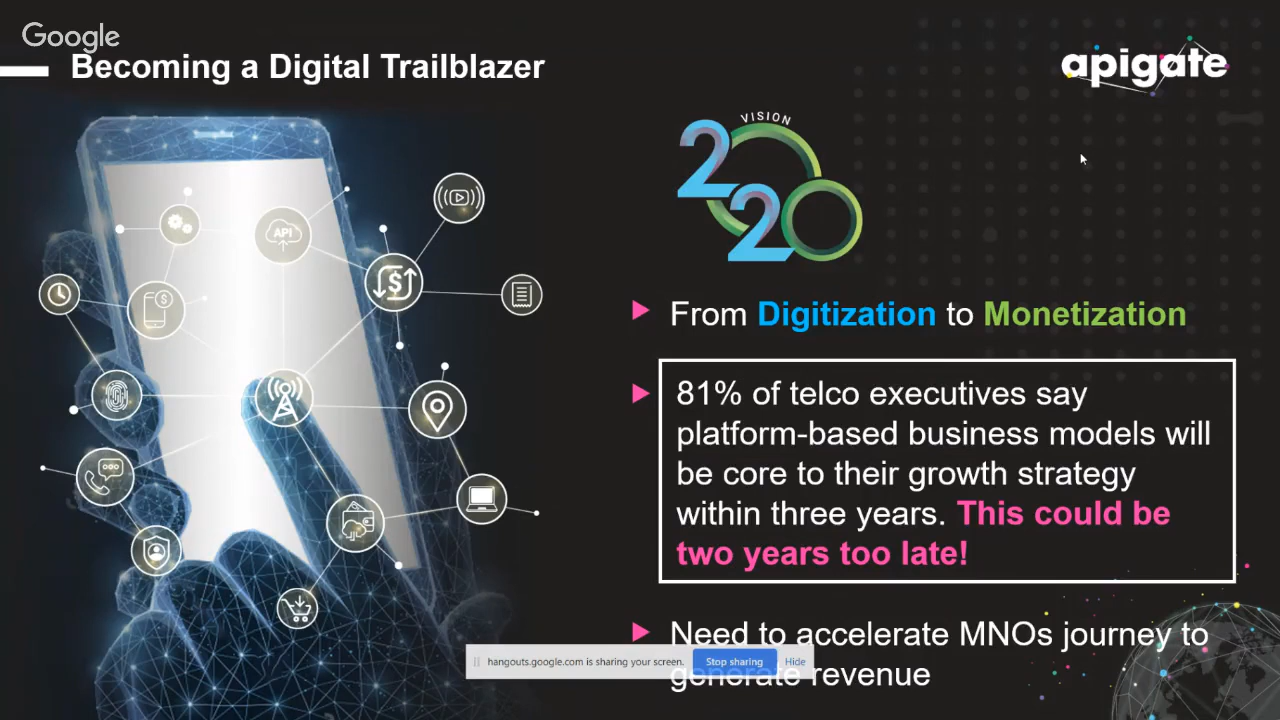 Google
Becoming a Digital Trailblazer
apigate
VISION
2020
API
From Digitization to Monetization
81% of telco executives say
platform-based business models will
be core to their growth strategy
within three years. This could be
two years too late!
Need to accelerate MNOs journey to
generate revenue
hangouts.google.com is sharing your screen.
Stop sharing
Hide